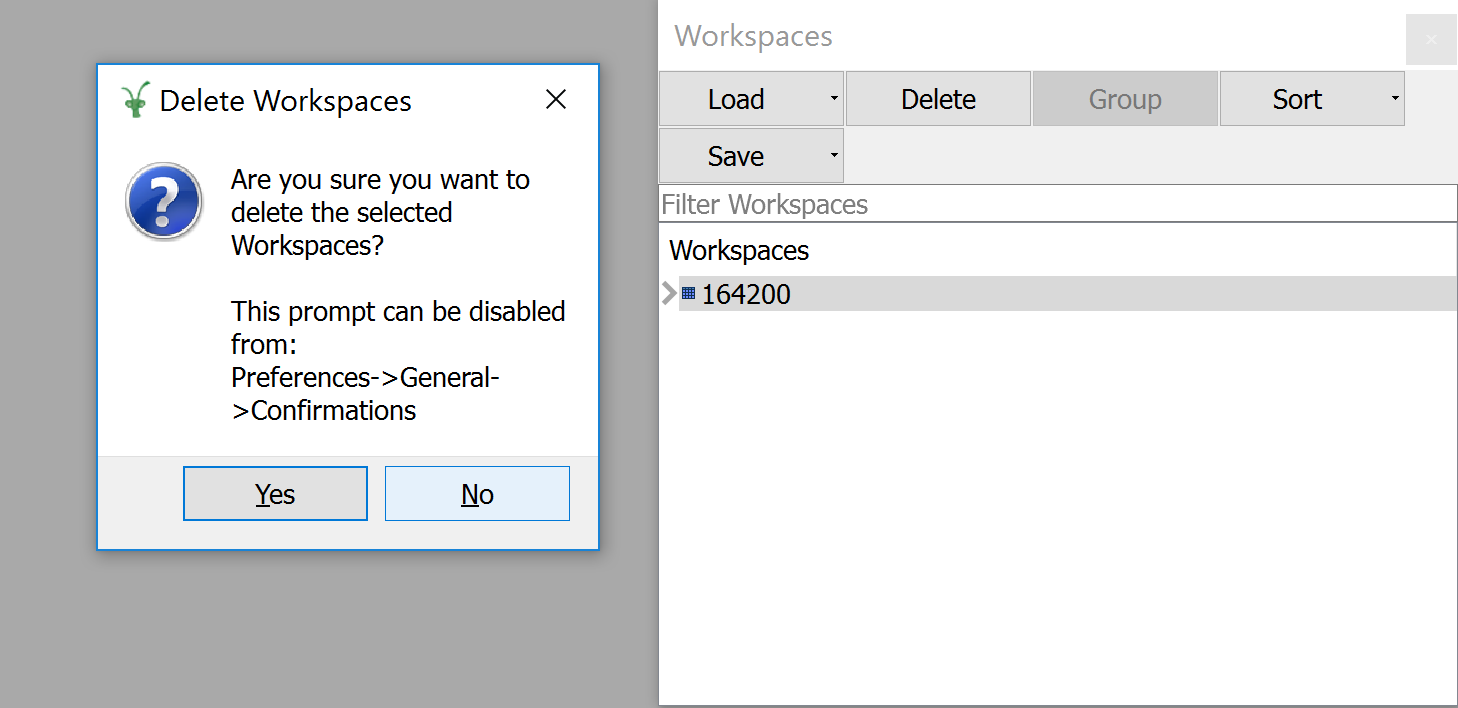 Delete Workspaces
Are you sure you want to
delete the selected
Workspaces?
This prompt can be disabled
from:
Preferences->General-
>Confirmations
Yes
No
Workspaces
Load
Delete
Group
Sort
Save
Filter Workspaces
Workspaces
164200